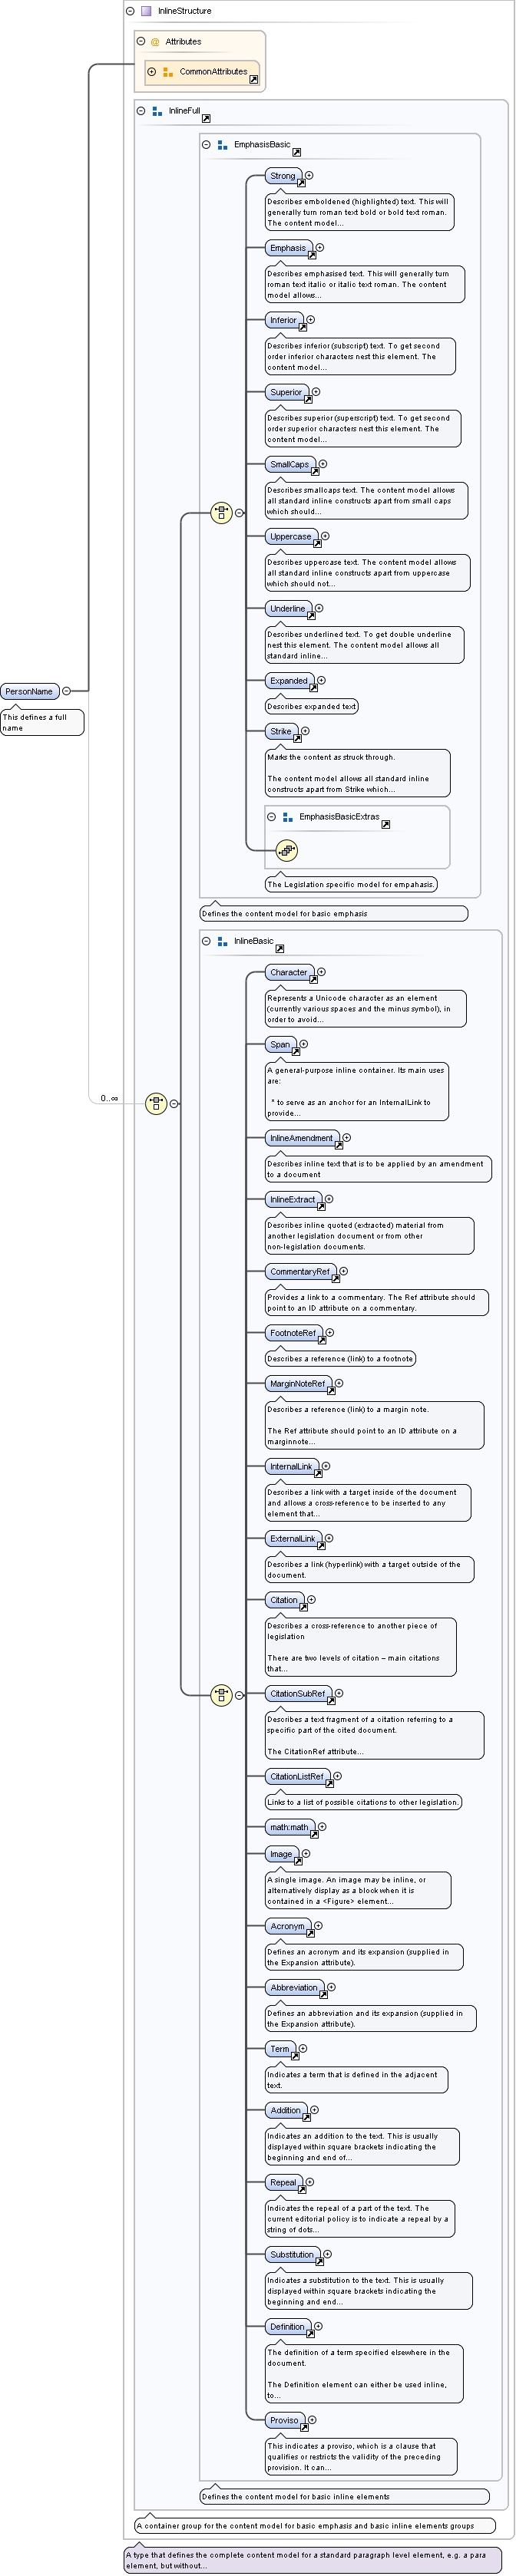 InlineStructure
Attributes
CommonAttributes
InlineFull
EmphasisBasic
Strong
Describes emboldened (highlighted) text. This will
generally turn roman text bold or bold text roman.
The content model...
Emphasis
Describes emphasised text. This will generally turn
roman text italic or italic text roman. The content
model allows...
Inferior
Describes inferior (subscript) text. To get second
order inferior characters nest this element. The
content model...
Superior
Describes superior (superscript) text. To get second
order superior characters nest this element. The
content model...
SmallCaps
Describes smallcaps text. The content model allows
all standard inline constructs apart from small caps
which should...
Uppercase
Describes uppercase text. The content model allows
all standard inline constructs apart from uppercase
which should not...
Underline
Describes underlined text. To get double underline
nest this element. The content model allows all
standard inline...
Expanded
Describes expanded text
PersonName
This defines a full
name
Strike
Marks the content as struck through.
The content model allows all standard inline
constructs apart from Strike which...
EmphasisBasicExtras
The Legislation specific model for empahasis.
Defines the content model for basic emphasis
InlineBasic
Character
Represents a Unicode character as an element
(currently various spaces and the minus symbol), in
order to avoid...
Span
A general-purpose inline container. Its main uses
are:
* to serve as an anchor for an InternalLink to
provide...
0..∞
InlineAmendment
Describes inline text that is to be applied by an amendment
to a document
InlineExtract
Describes inline quoted (extracted) material from
another legislation document or from other
non-legislation documents.
CommentaryRef
Provides a link to a commentary. The Ref attribute should
point to an ID attribute on a commentary.
FootnoteRef
Describes a reference (link) to a footnote
MarginNoteRef
Describes a reference (link) to a margin note.
The Ref attribute should point to an ID attribute on a
marginnote...
InternalLink
Describes a link with a target inside of the document
and allows a cross-reference to be inserted to any
element that...
ExternalLink
Describes a link (hyperlink) with a target outside of the
document.
Citation
Describes a cross-reference to another piece of
legislation
There are two levels of citation – main citations
that...
CitationSubRef
Describes a text fragment of a citation referring to a
specific part of the cited document.
The CitationRef attribute...
CitationListRef
Links to a list of possible citations to other legislation.
math:math
Image
A single image. An image may be inline, or
alternatively display as a block when it is
contained in a <Figure> element...
Acronym
Defines an acronym and its expansion (supplied in
the Expansion attribute).
Abbreviation
Defines an abbreviation and its expansion (supplied in
the Expansion attribute).
Term
Indicates a term that is defined in the adjacent
text.
Addition
Indicates an addition to the text. This is usually
displayed within square brackets indicating the
beginning and end of...
Repeal
Indicates the repeal of a part of the text. The
current editorial policy is to indicate a repeal by a
string of dots...
Substitution
Indicates a substitution to the text. This is usually
displayed within square brackets indicating the
beginning and end...
Definition
The definition of a term specified elsewhere in the
document.
The Definition element can either be used inline,
to...
Proviso
This indicates a proviso, which is a clause that
qualifies or restricts the validity of the preceding
provision. It can...
Defines the content model for basic inline elements
A container group for the content model for basic emphasis and basic inline elements groups
A type that defines the complete content model for a standard paragraph level element, e.g. a para
element, but without...